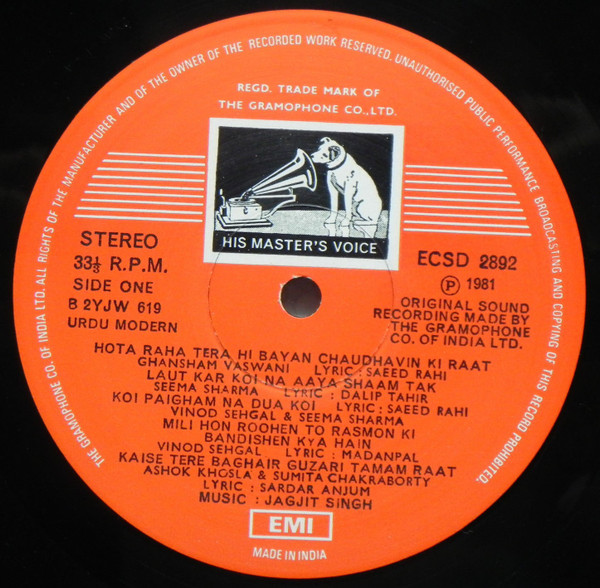 THE GRAMOPHONE CO. OF INDIA LTD. ALL RIGHTS OF THE MANUFACTURER AND OF THE OWNER OF THE RECORDED WORK RESERVED. UNAUTHORISED PUBLIC PERFORMANCE BROADCASTING AND COPYING OF THIS RECORD PROHIBITED.
REGD. TRADE MARK OF
THE GRAMOPHONE CO., LTD.
HIS MASTER'S VOICE
STEREO
33⅓ R.P.M.
SIDE ONE
B 2YJW 619
URDU MODERN
ECSD 2892
Ⓟ 1981
ORIGINAL SOUND
RECORDING MADE BY
THE GRAMOPHONE
CO. OF INDIA LTD.
HOTA RAHA TERA HI BAYAN CHAUDHAVIN KI RAAT
GHANSHAM VASWANI LYRIC : SAEED RAHI
LAUT KAR KOI NA AAYA SHAAM TAK
SEEMA SHARMA LYRIC : DALIP TAHIR
KOI PAIGHAM NA DUA KOI LYRIC : SAEED RAHI
VINOD SEHGAL & SEEMA SHARMA
MILI HON ROOHEN TO RASMON KI
BANDISHEN KYA HAIN
VINOD SEHGAL LYRIC : MADANPAL
KAISE TERE BAGHAIR GUZARI TAMAM RAAT
ASHOK KHOSLA & SUMITA CHAKRABORTY
LYRIC : SARDAR ANJUM
MUSIC : JAGJIT SINGH
EMI
MADE IN INDIA